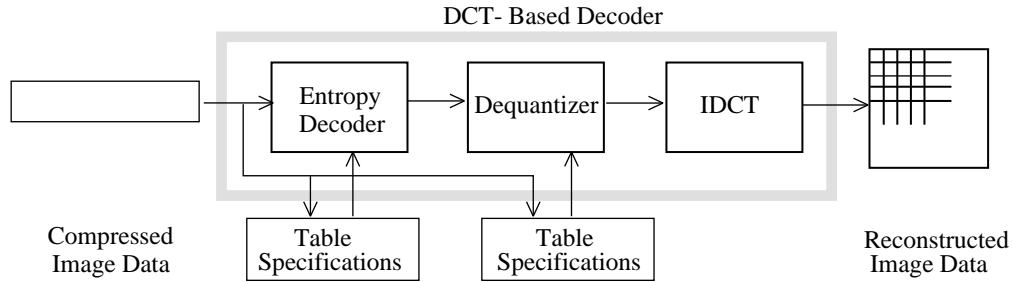 DCT- Based Decoder
Entropy
Decoder
Dequantizer
IDCT
Table
Specifications
Table
Specifications
Compressed
Image Data
Reconstructed
Image Data